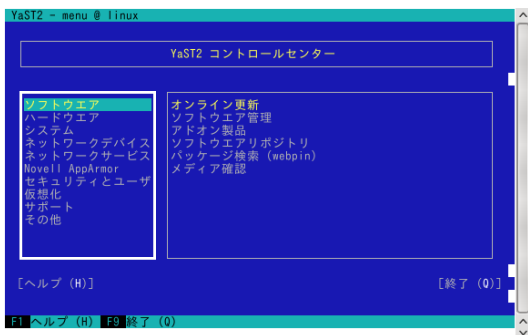 YaST2 - menu @ linux
YaST2 コントロールセンター
ソフトウエア
ハードウエア
システム
ネットワークデバイス
ネットワークサービス
Novell AppArmor
セキュリティとユーザ
仮想化
サポート
その他
オンライン更新
ソフトウエア管理
アドオン製品
ソフトウエアリポジトリ
パッケージ検索 (webpin)
メディア確認
[ヘルプ (H)] [終了 (Q)]
F1 ヘルプ (H) F9 終了 (Q)